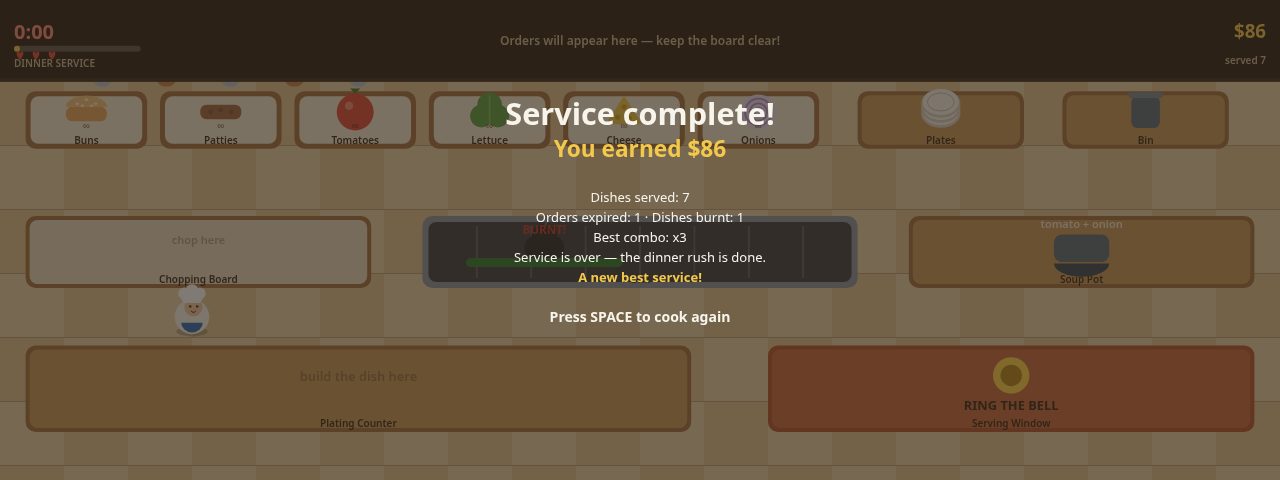 0:00
DINNER SERVICE
Orders will appear here — keep the board clear!
$86
served 7
∞
∞
∞
∞
∞
Buns
Patties
Tomatoes
Lettuce
Cheese
Onions
Plates
Bin
Service complete!
You earned $86
Dishes served: 7
Orders expired: 1 · Dishes burnt: 1
Best combo: x3
Service is over — the dinner rush is done.
A new best service!
Press SPACE to cook again
chop here
Chopping Board
BURNT!
tomato + onion
Soup Pot
build the dish here
Plating Counter
RING THE BELL
Serving Window